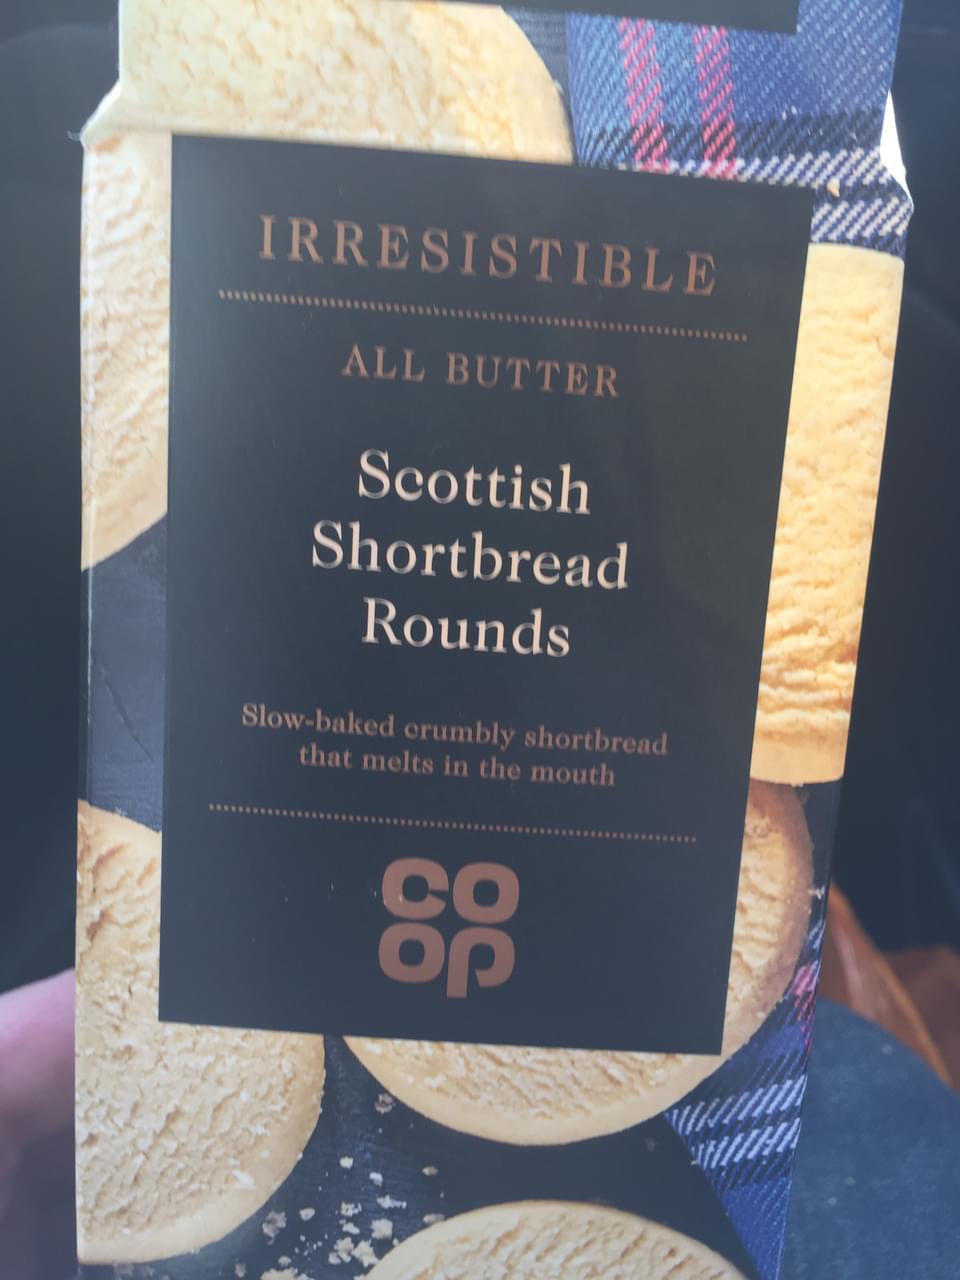 IRRESISTIBLE
ALL BUTTER
Scottish
Shortbread
Rounds
Slow-baked crumbly shortbread
that melts in the mouth
CO
OP